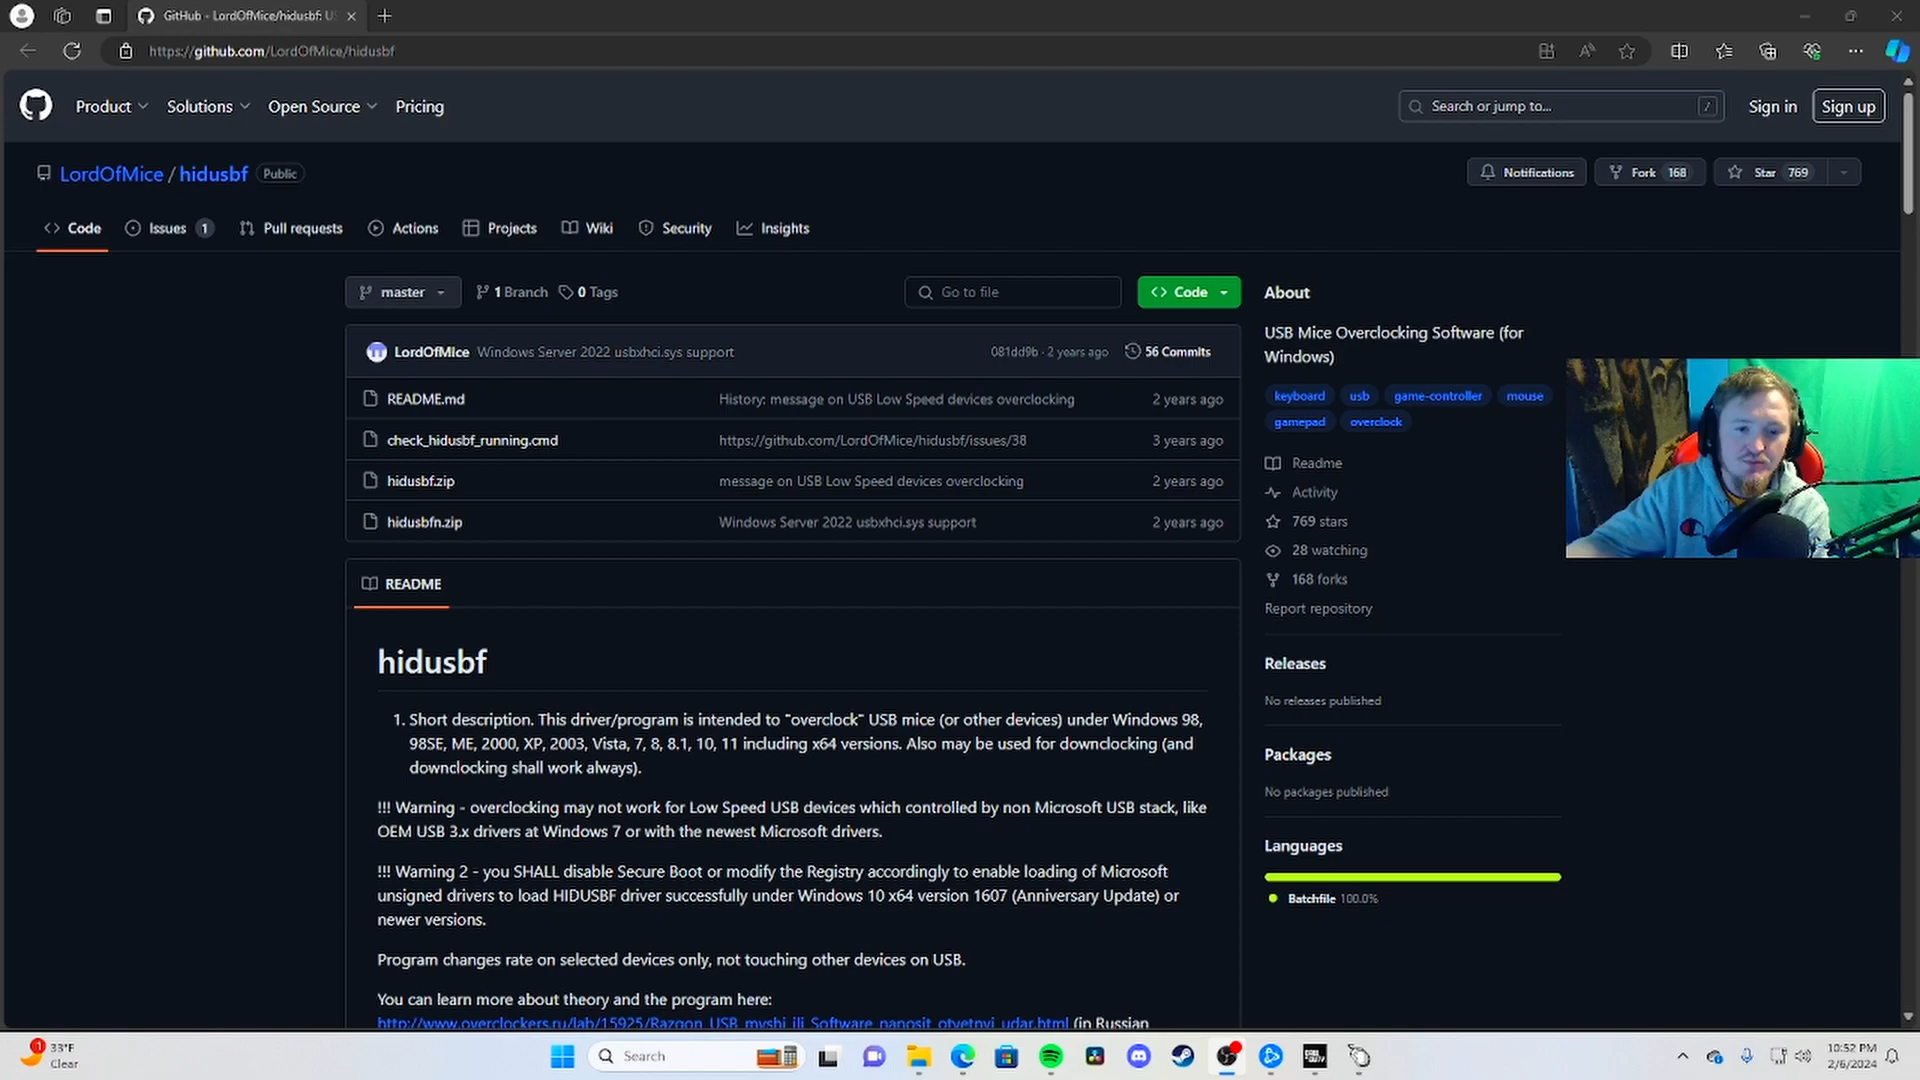 GitHub - LordOfMice/hidusbf: US
https://github.com/LordOfMice/hidusbf
Product
Solutions
Open Source
Pricing
Search or jump to...
/
Sign in
Sign up
LordOfMice / hidusbf
Public
Notifications
Fork 168
Star 769
Code
Issues 1
Pull requests
Actions
Projects
Wiki
Security
Insights
master
1 Branch
0 Tags
Go to file
Code
LordOfMice Windows Server 2022 usbxhci.sys support 081dd9b · 2 years ago 56 Commits
README.md History: message on USB Low Speed devices overclocking 2 years ago
check_hidusbf_running.cmd https://github.com/LordOfMice/hidusbf/issues/38 3 years ago
hidusbf.zip message on USB Low Speed devices overclocking 2 years ago
hidusbfn.zip Windows Server 2022 usbxhci.sys support 2 years ago
README
hidusbf
1. Short description. This driver/program is intended to "overclock" USB mice (or other devices) under Windows 98,
98SE, ME, 2000, XP, 2003, Vista, 7, 8, 8.1, 10, 11 including x64 versions. Also may be used for downclocking (and
downclocking shall work always).
!!! Warning - overclocking may not work for Low Speed USB devices which controlled by non Microsoft USB stack, like
OEM USB 3.x drivers at Windows 7 or with the newest Microsoft drivers.
!!! Warning 2 - you SHALL disable Secure Boot or modify the Registry accordingly to enable loading of Microsoft
unsigned drivers to load HIDUSBF driver successfully under Windows 10 x64 version 1607 (Anniversary Update) or
newer versions.
Program changes rate on selected devices only, not touching other devices on USB.
You can learn more about theory and the program here:
http://www.overclockers.ru/lab/15925/Razgon_USB_myshi_ili_Software_nanosit_otvetnyj_udar.html (in Russian
About
USB Mice Overclocking Software (for
Windows)
keyboard
usb
game-controller
mouse
gamepad
overclock
Readme
Activity
769 stars
28 watching
168 forks
Report repository
Releases
No releases published
Packages
No packages published
Languages
Batchfile 100.0%
1
33°F
Clear
Search
10:52 PM
2/6/2024